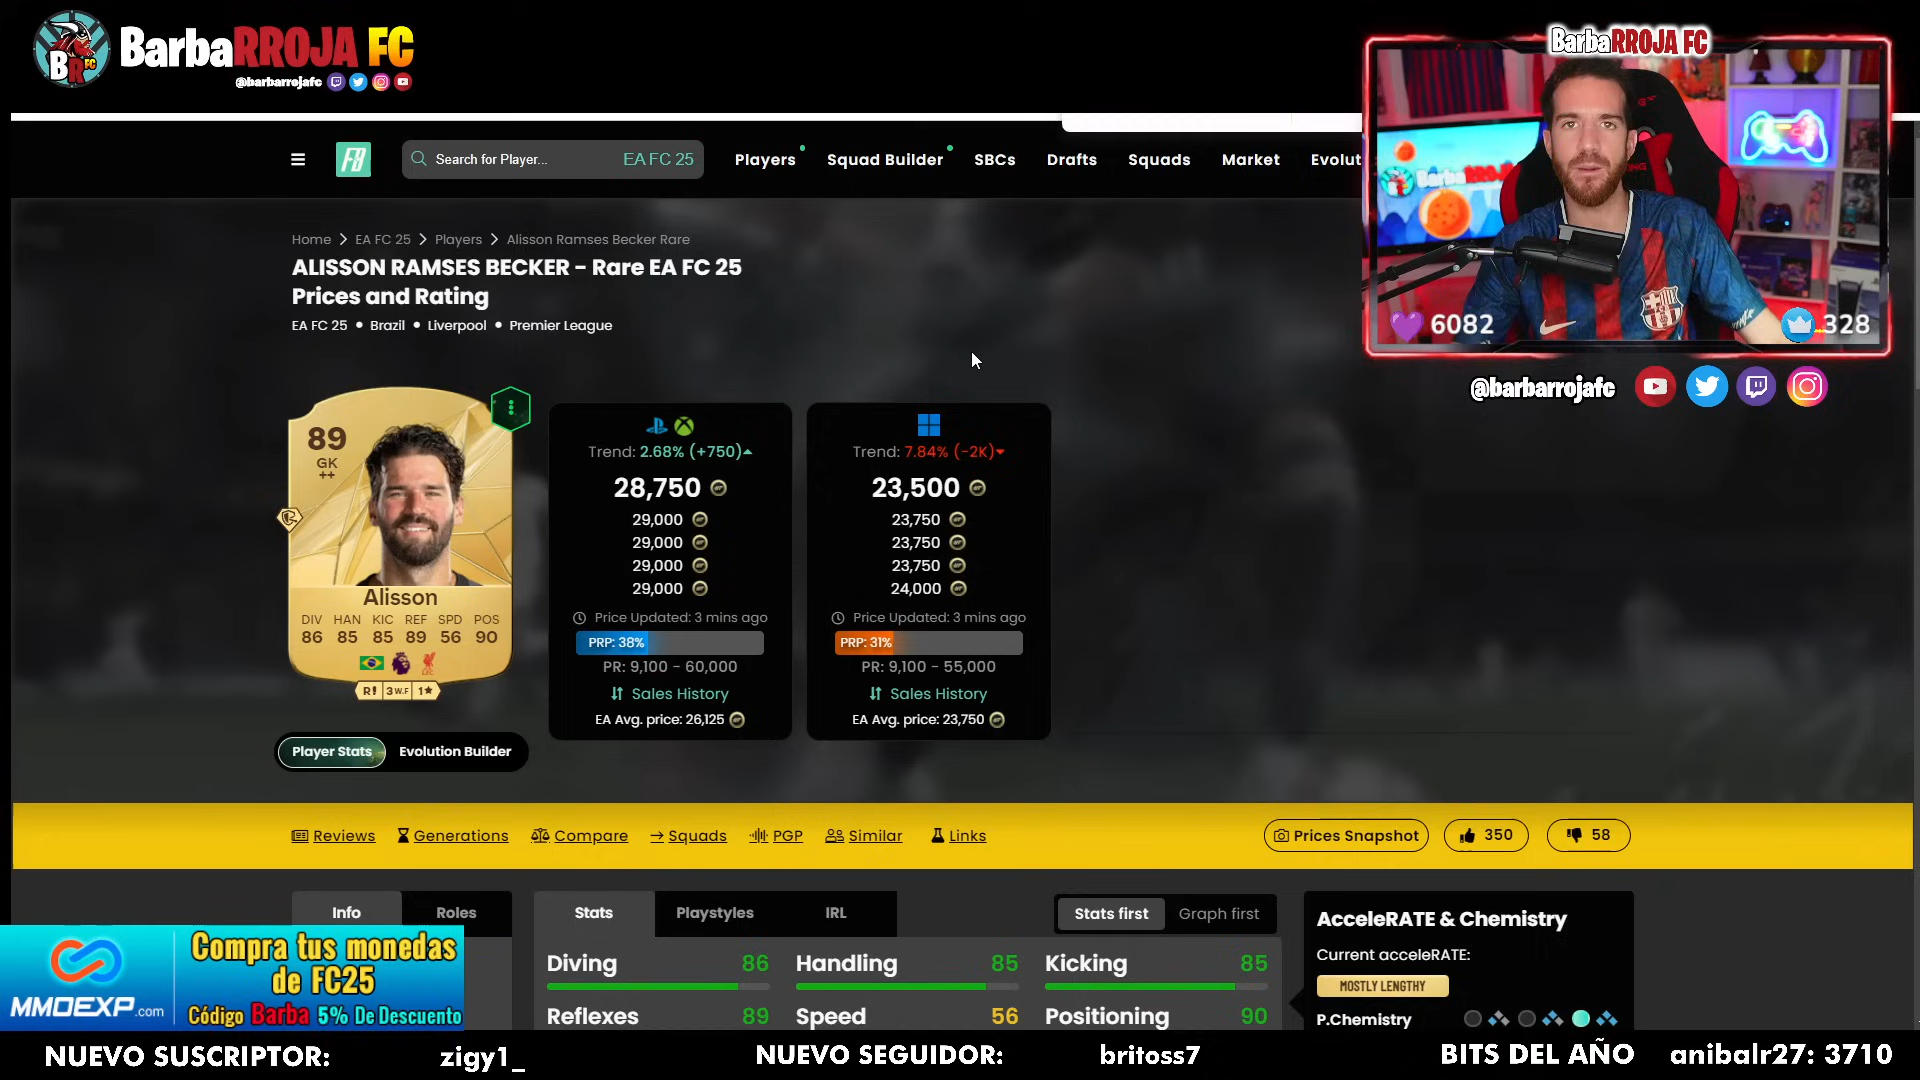 BarbaRROJA FC
@barbarrojafc
BarbaRROJA FC
Search for Player...
EA FC 25
Players
Squad Builder
SBCs
Drafts
Squads
Market
Evolut
6082
328
@barbarrojafc
Home > EA FC 25 > Players > Alisson Ramses Becker Rare
ALISSON RAMSES BECKER - Rare EA FC 25
Prices and Rating
EA FC 25 • Brazil • Liverpool • Premier League
89
GK
++
Alisson
DIV HAN KIC REF SPD POS
86 85 85 89 56 90
R! 3 W.F 1★
Trend: 2.68% (+750)
28,750
29,000
29,000
29,000
29,000
Price Updated: 3 mins ago
PRP: 38%
PR: 9,100 - 60,000
Sales History
EA Avg. price: 26,125
Trend: 7.84% (-2K)
23,500
23,750
23,750
23,750
24,000
Price Updated: 3 mins ago
PRP: 31%
PR: 9,100 - 55,000
Sales History
EA Avg. price: 23,750
Player Stats
Evolution Builder
Reviews
Generations
Compare
Squads
PGP
Similar
Links
Prices Snapshot
350
58
Info
Roles
Stats
Playstyles
IRL
Stats first
Graph first
AcceleRATE & Chemistry
Current acceleRATE:
MOSTLY LENGTHY
P.Chemistry
Diving 86
Handling 85
Kicking 85
Reflexes 89
Speed 56
Positioning 90
MMOEXP.com
Compra tus monedas
de FC25
Código Barba 5% De Descuento
NUEVO SUSCRIPTOR: zigy1_
NUEVO SEGUIDOR: britoss7
BITS DEL AÑO anibalr27: 3710